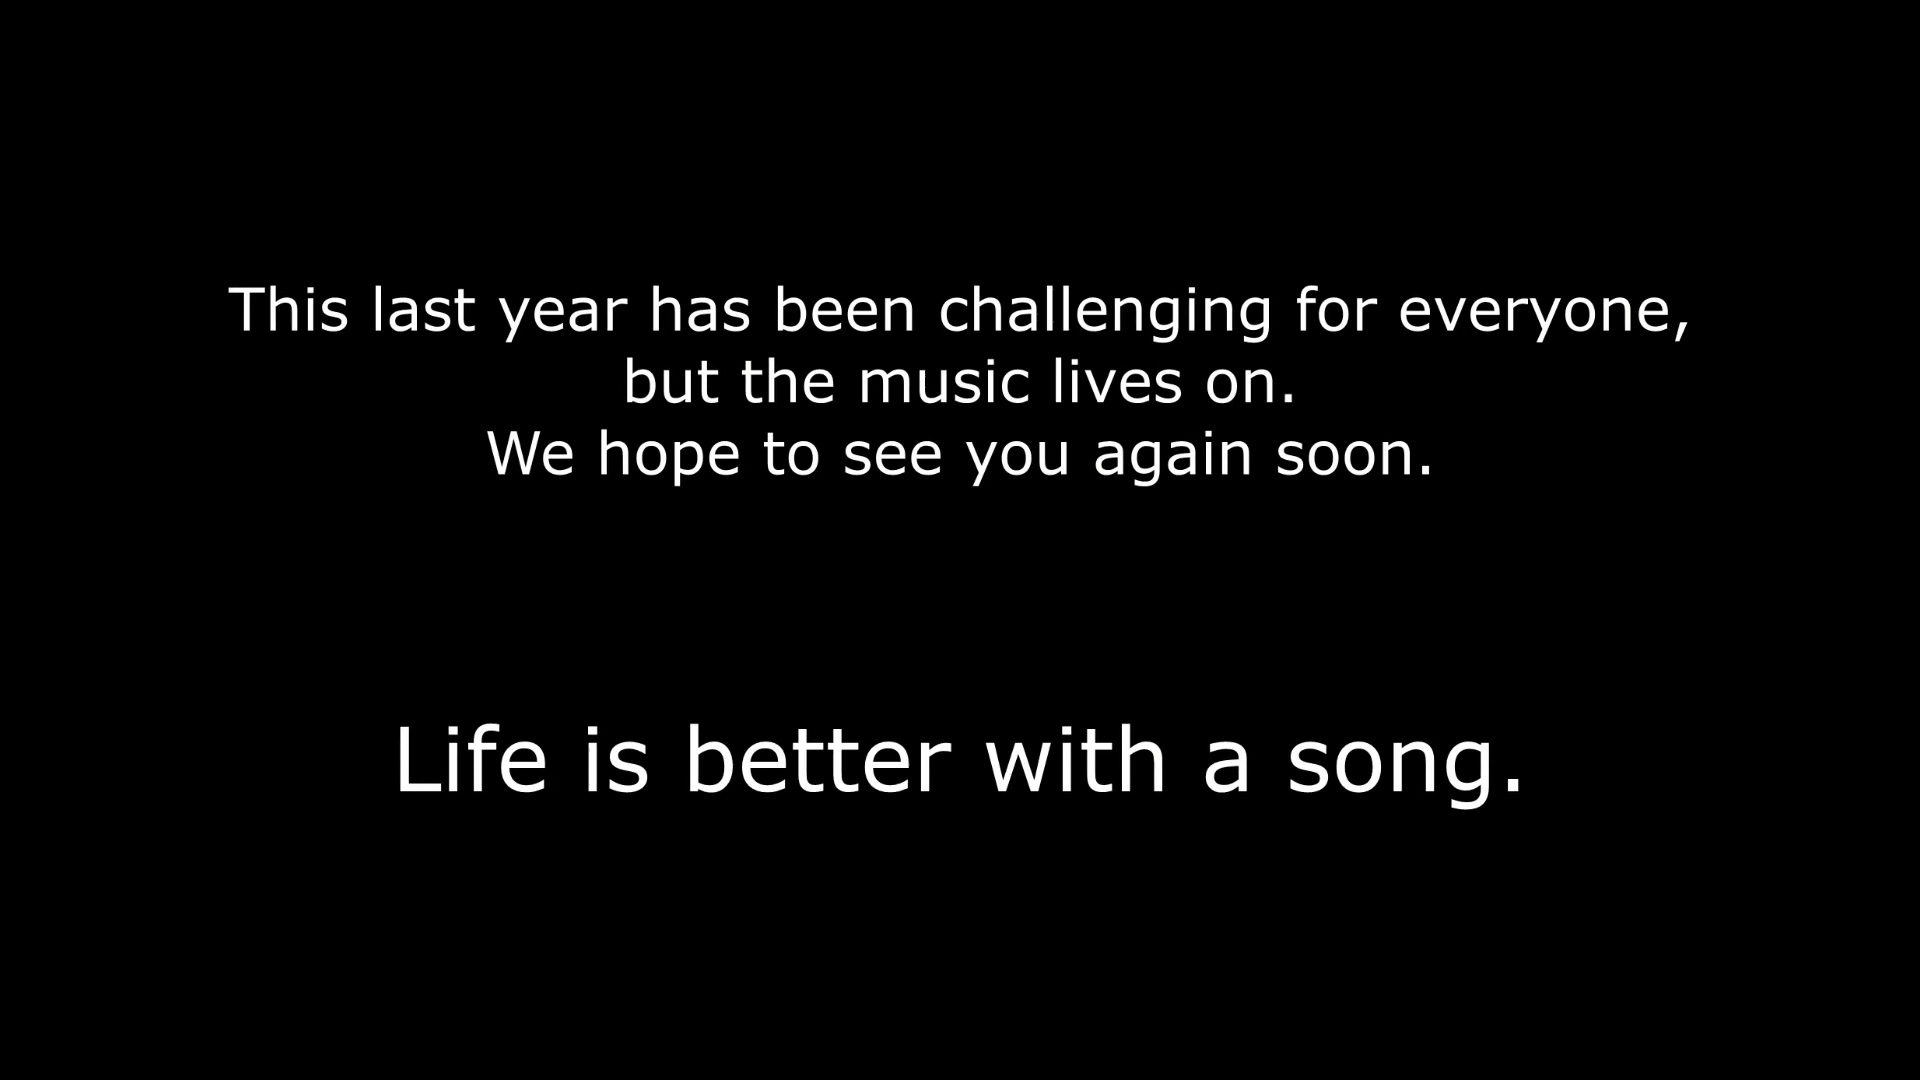 This last year has been challenging for everyone,
but the music lives on.
We hope to see you again soon.
Life is better with a song.